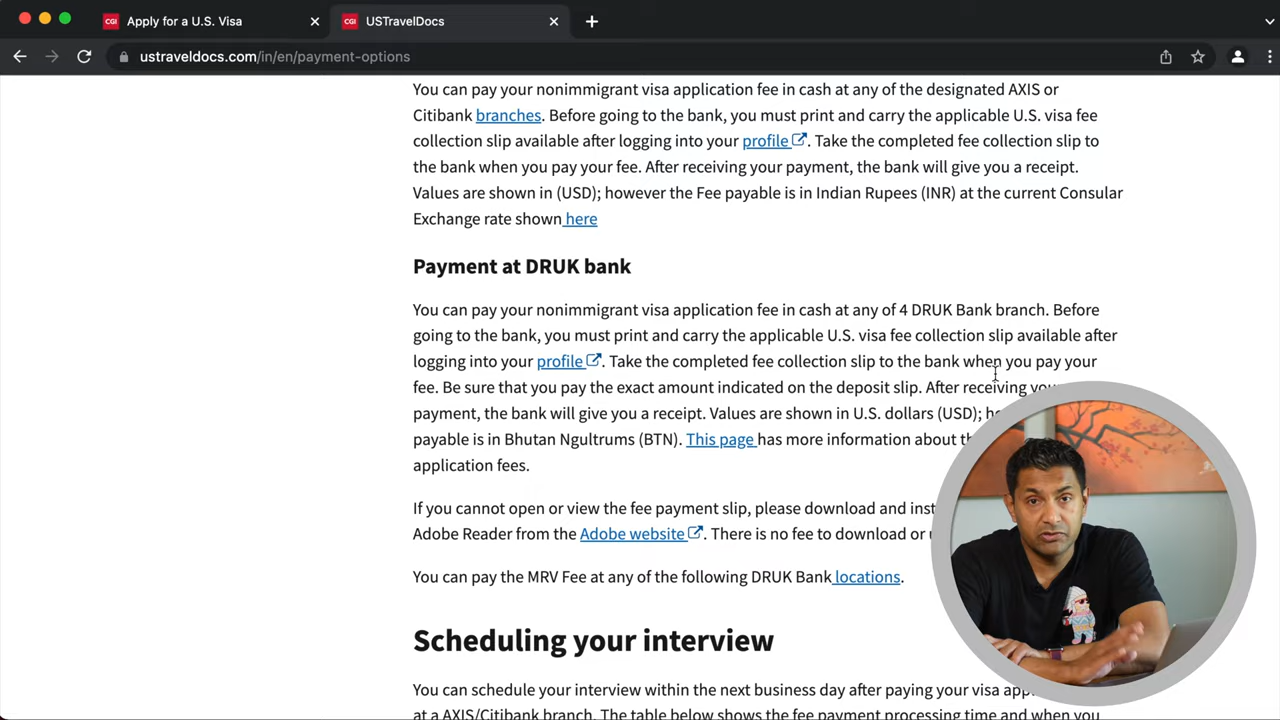 CGI Apply for a U.S. Visa
CGI USTravelDocs
ustraveldocs.com/in/en/payment-options
You can pay your nonimmigrant visa application fee in cash at any of the designated AXIS or
Citibank branches. Before going to the bank, you must print and carry the applicable U.S. visa fee
collection slip available after logging into your profile. Take the completed fee collection slip to
the bank when you pay your fee. After receiving your payment, the bank will give you a receipt.
Values are shown in (USD); however the Fee payable is in Indian Rupees (INR) at the current Consular
Exchange rate shown here
Payment at DRUK bank
You can pay your nonimmigrant visa application fee in cash at any of 4 DRUK Bank branch. Before
going to the bank, you must print and carry the applicable U.S. visa fee collection slip available after
logging into your profile. Take the completed fee collection slip to the bank when you pay your
fee. Be sure that you pay the exact amount indicated on the deposit slip. After receiving
payment, the bank will give you a receipt. Values are shown in U.S. dollars (USD);
payable is in Bhutan Ngultrums (BTN). This page has more information about
application fees.
If you cannot open or view the fee payment slip, please download and
Adobe Reader from the Adobe website. There is no fee to download or
You can pay the MRV Fee at any of the following DRUK Bank locations.
Scheduling your interview
You can schedule your interview within the next business day after paying your visa
at a AXIS/Citibank branch. The table below shows the fee payment processing time and when you